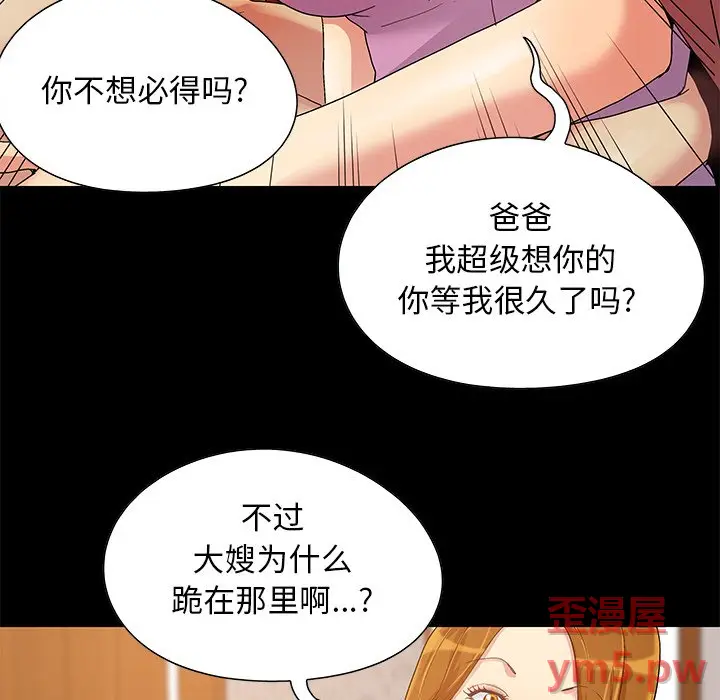 你不想必得吗?
爸爸
我超级想你的
你等我很久了吗?
不过
大嫂为什么
跪在那里啊...?
歪漫屋
ym5.pw